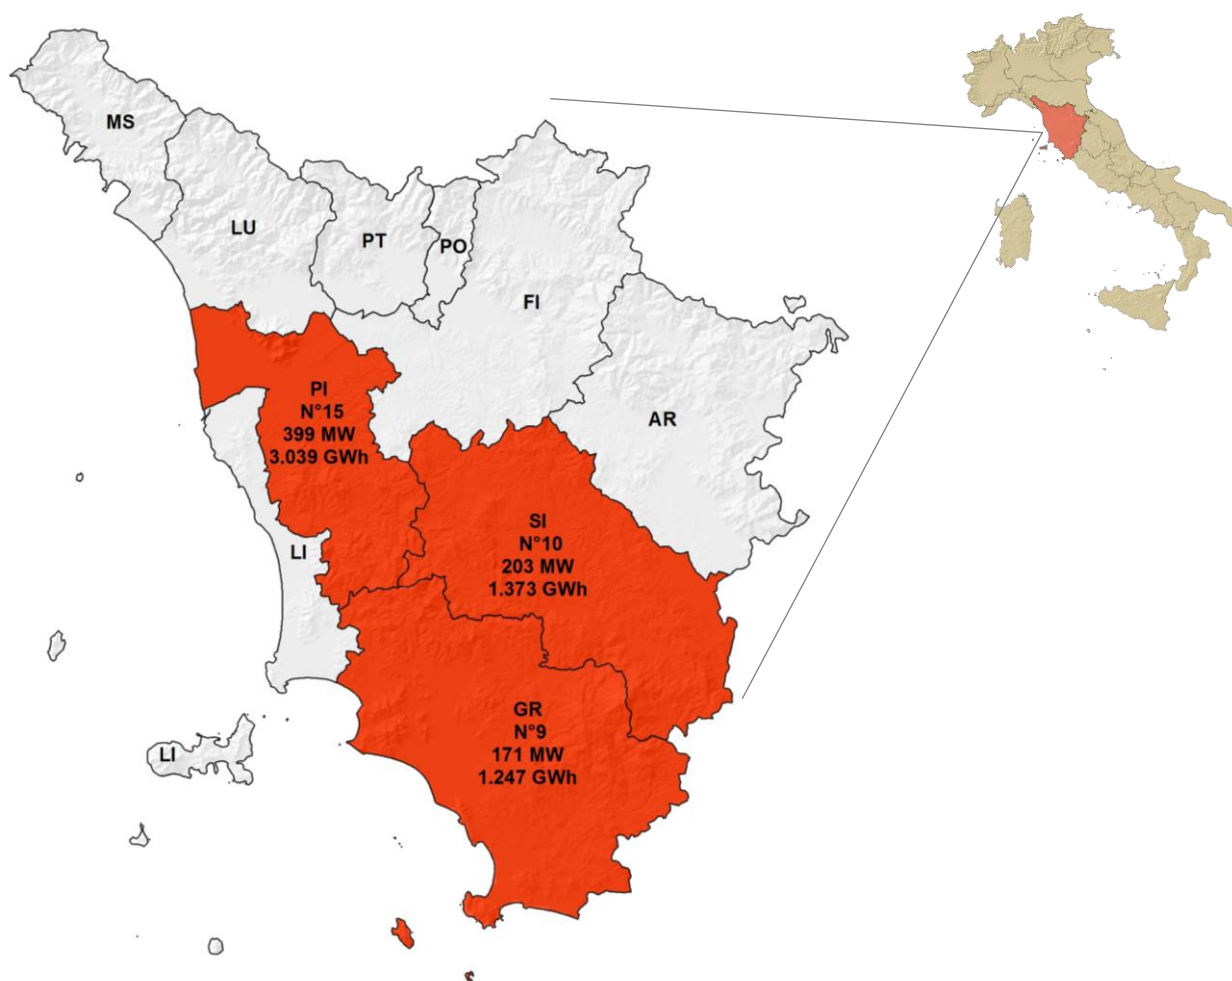 MS
LU
PT
PO
FI
PI
N°15
399 MW
3.039 GWh
AR
SI
N°10
203 MW
1.373 GWh
LI
GR
N°9
171 MW
1.247 GWh
LI